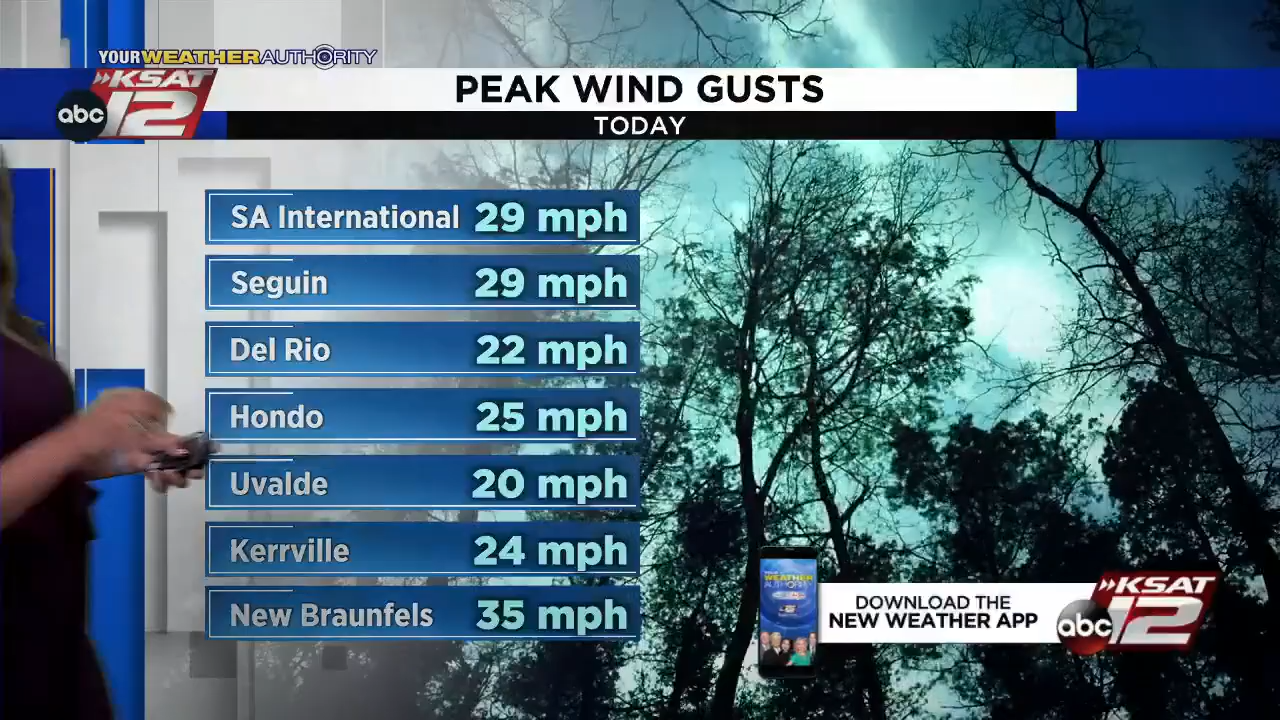 YOURWEATHERAUTHORITY
KSAT
abc 12
PEAK WIND GUSTS
TODAY
SA International 29 mph
Seguin 29 mph
Del Rio 22 mph
Hondo 25 mph
Uvalde 20 mph
Kerrville 24 mph
New Braunfels 35 mph
WEATHER
AUTHORITY
DOWNLOAD THE
NEW WEATHER APP
KSAT
abc 12